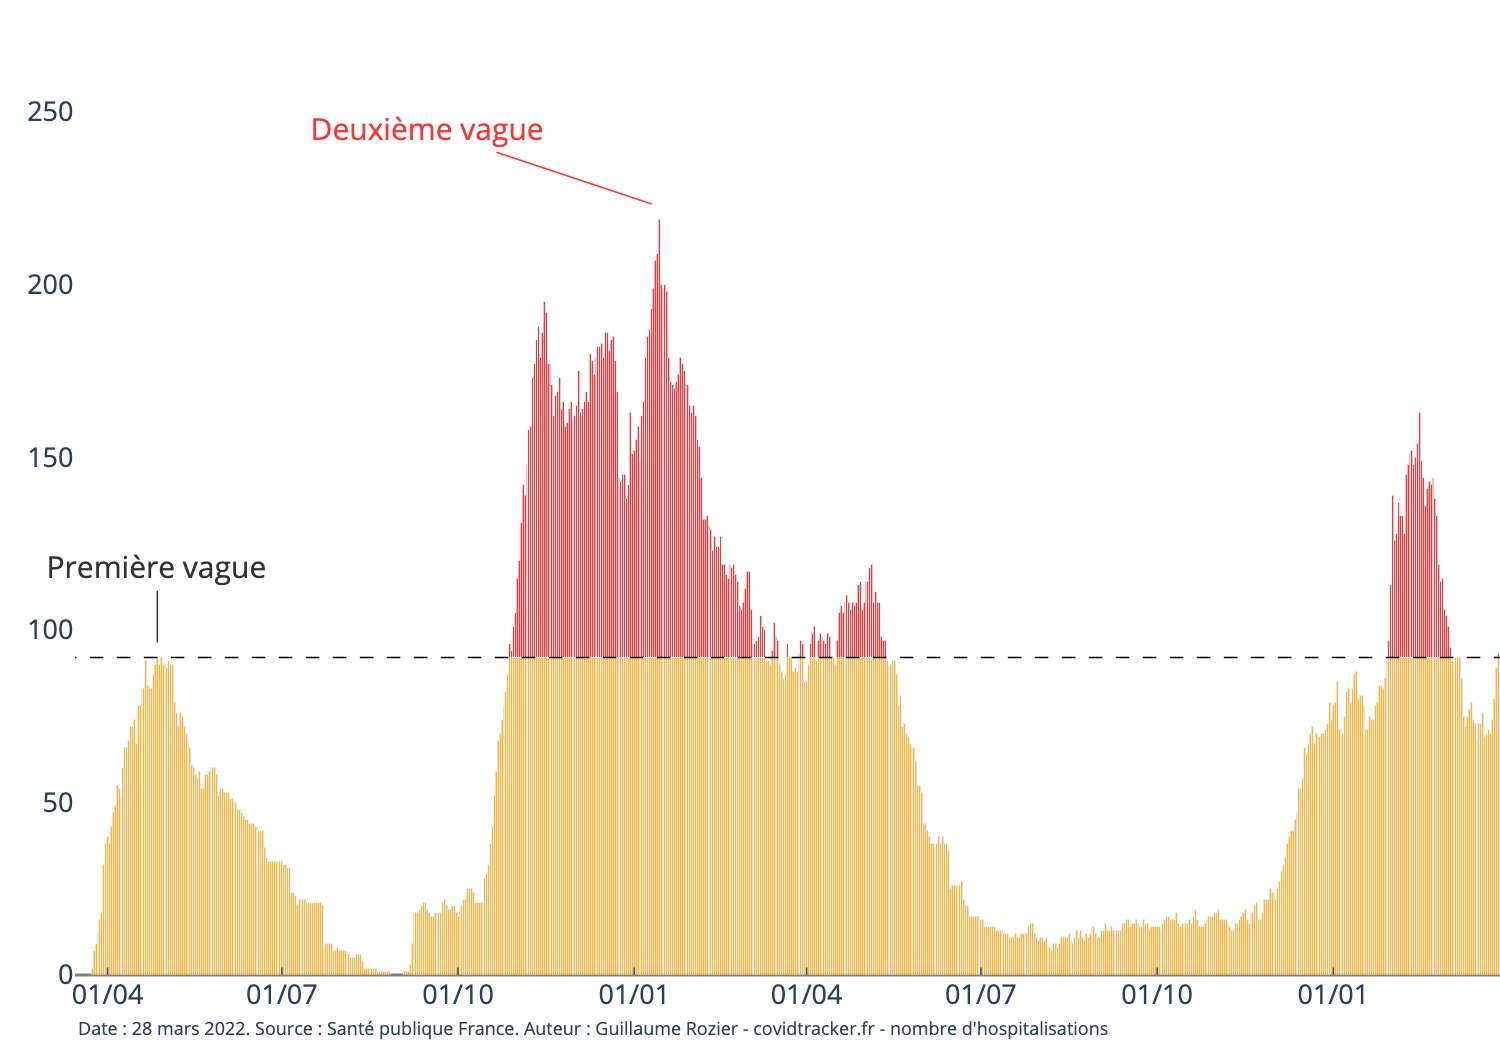 250
Deuxième vague
200
150
Première vague
100
50
0
01/04 01/07 01/10 01/01 01/04 01/07 01/10 01/01
Date : 28 mars 2022. Source : Santé publique France. Auteur : Guillaume Rozier - covidtracker.fr - nombre d'hospitalisations